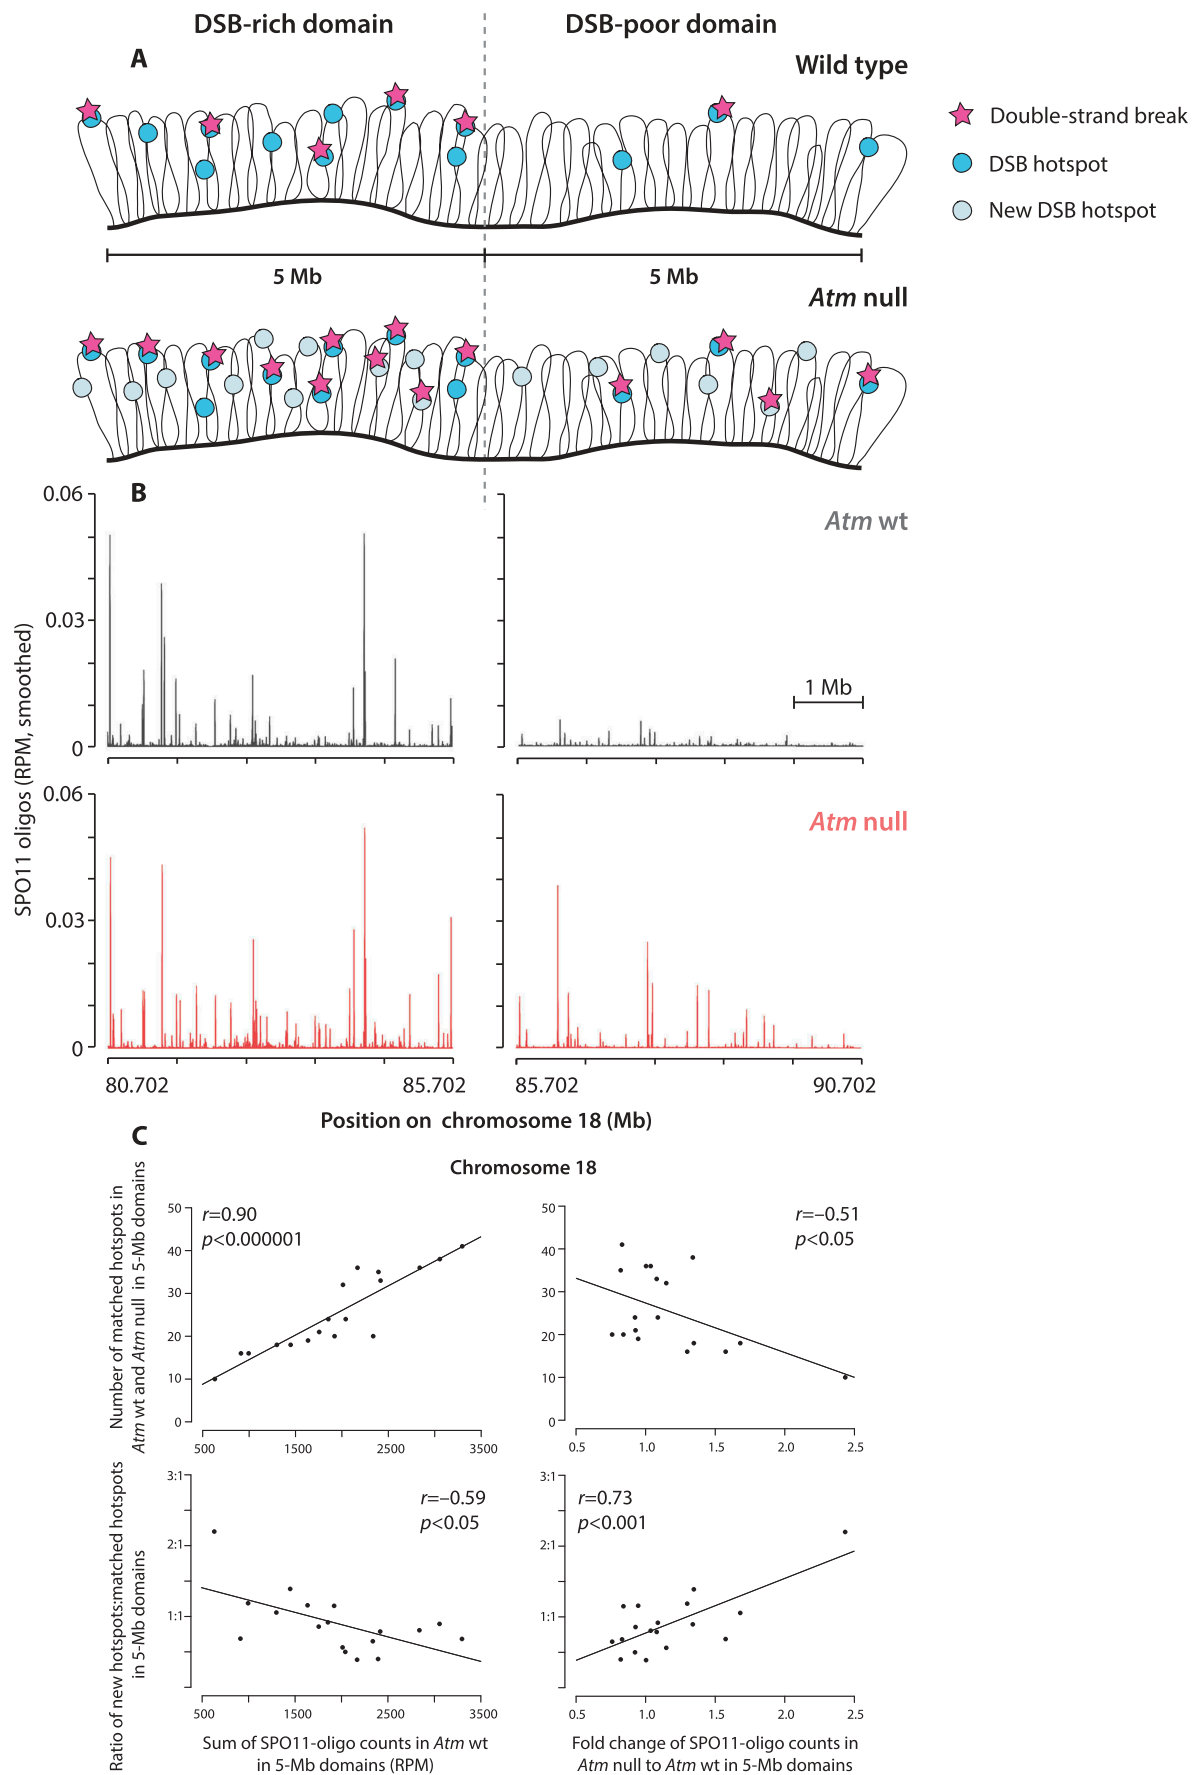 DSB-rich domain
DSB-poor domain
A
Wild type
Double-strand break
DSB hotspot
New DSB hotspot
5 Mb
5 Mb
Atm null
B
0.06
0.03
0
Atm wt
1 Mb
SPO11 oligos (RPM, smoothed)
0.06
0.03
0
Atm null
80.702
85.702
85.702
90.702
Position on chromosome 18 (Mb)
C
Chromosome 18
Number of matched hotspots in
Atm wt and Atm null in 5-Mb domains
50
40
30
20
10
0
r=0.90
p<0.000001
500
1500
2500
3500
50
40
30
20
10
0
r=–0.51
p<0.05
0.5
1.0
1.5
2.0
2.5
Ratio of new hotspots:matched hotspots
in 5-Mb domains
3:1
2:1
1:1
r=–0.59
p<0.05
500
1500
2500
3500
Sum of SPO11-oligo counts in Atm wt
in 5-Mb domains (RPM)
3:1
2:1
1:1
r=0.73
p<0.001
0.5
1.0
1.5
2.0
2.5
Fold change of SPO11-oligo counts in
Atm null to Atm wt in 5-Mb domains